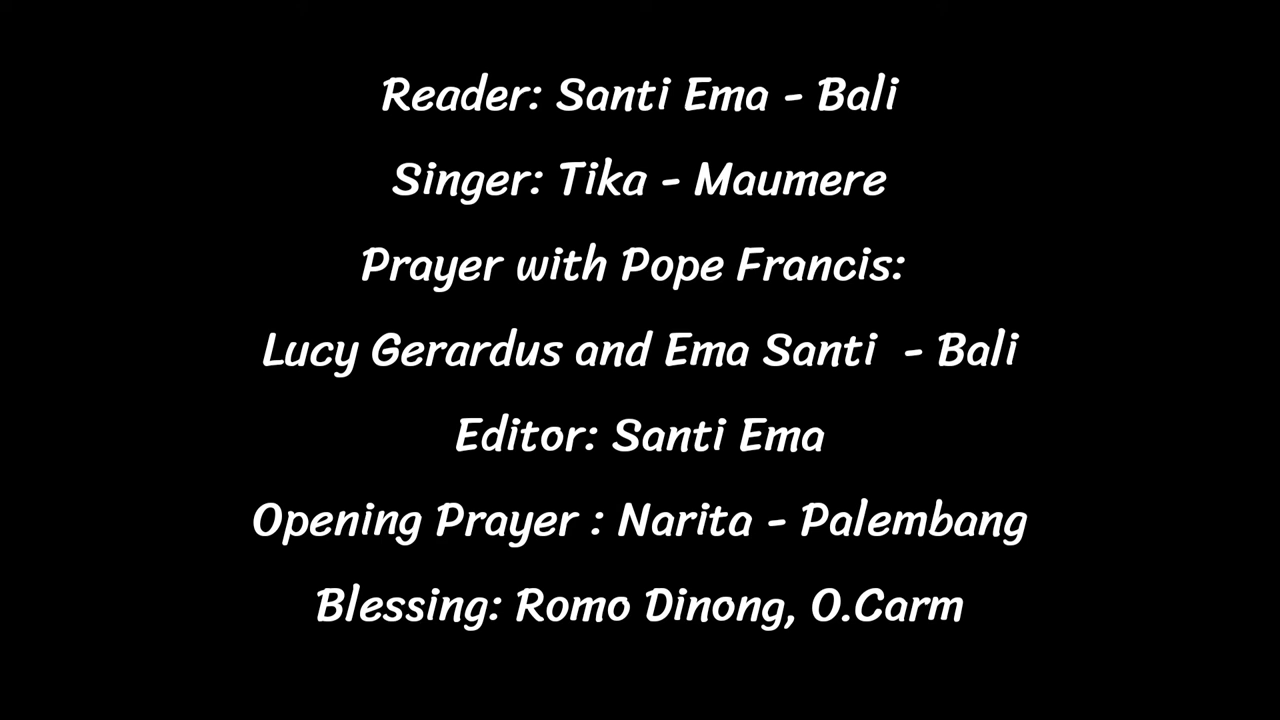 Reader: Santi Ema - Bali
Singer: Tika - Maumere
Prayer with Pope Francis:
Lucy Gerardus and Ema Santi  - Bali
Editor: Santi Ema
Opening Prayer : Narita - Palembang
Blessing: Romo Dinong, O.Carm